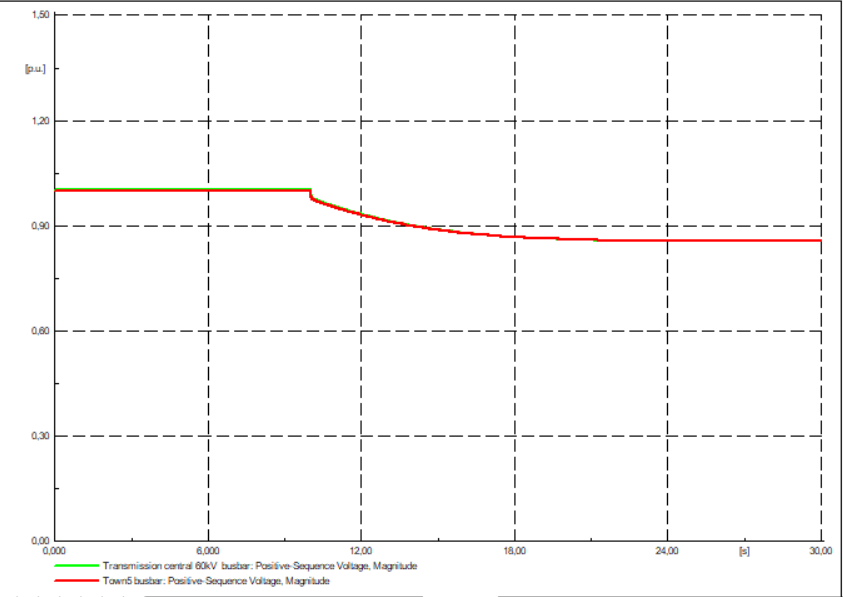 1,50
[p.u.]
1,20
0,90
0,60
0,30
0,00
0,000 6,000 12,00 18,00 24,00 [s] 30,00
Transmission central 60kV busbar: Positive-Sequence Voltage, Magnitude
Town5 busbar: Positive-Sequence Voltage, Magnitude